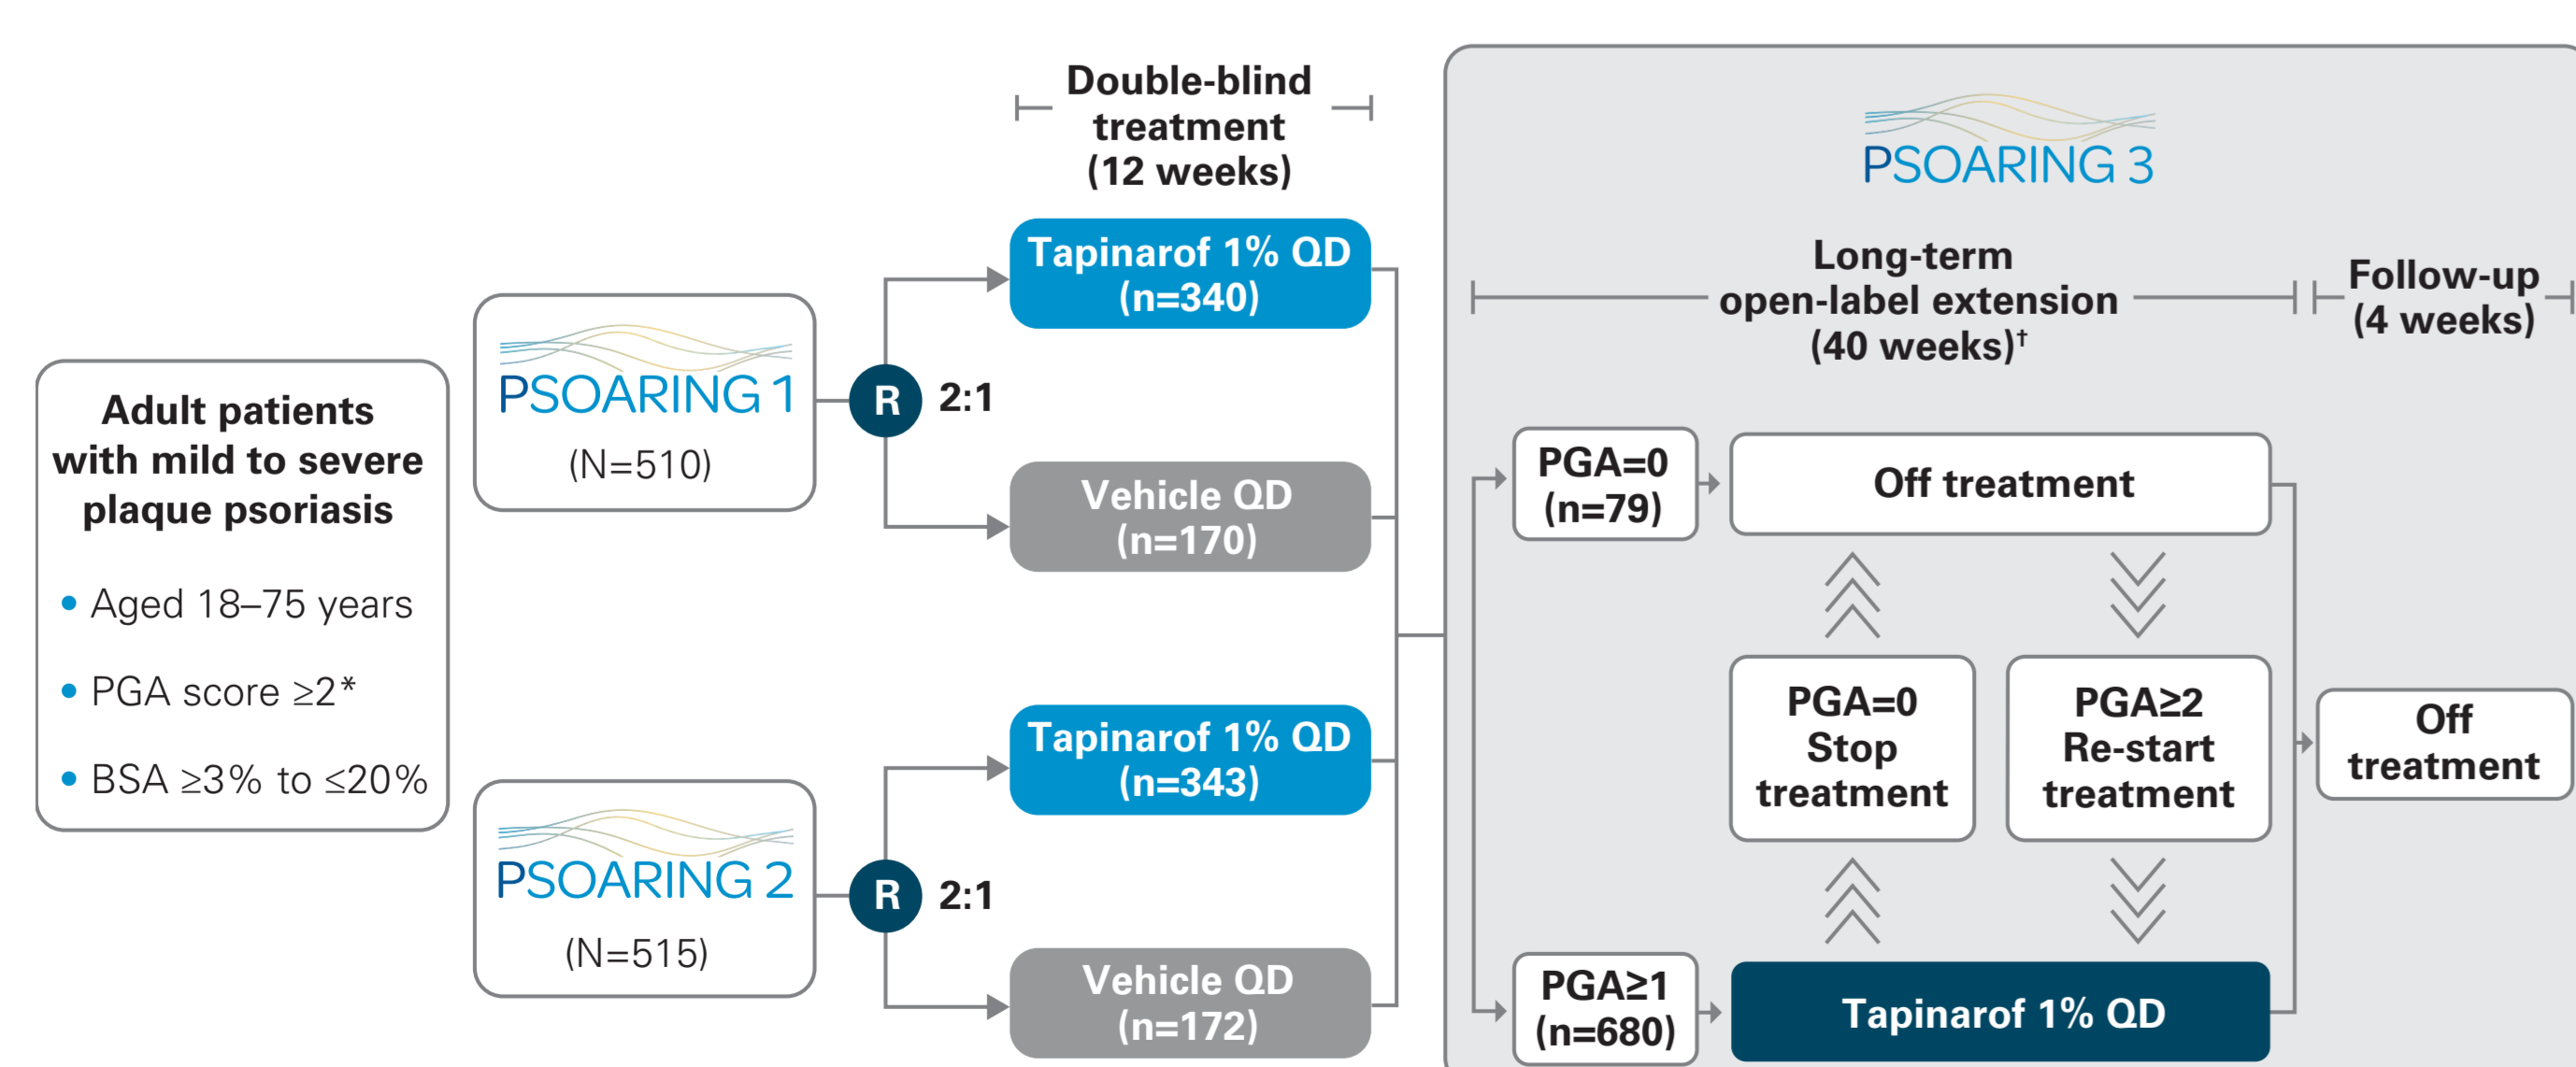 Adult patients
with mild to severe
plaque psoriasis
• Aged 18–75 years
• PGA score ≥2*
• BSA ≥3% to ≤20%
PSOARING 1
(N=510)
PSOARING 2
(N=515)
R 2:1
R 2:1
Double-blind
treatment
(12 weeks)
Tapinarof 1% QD
(n=340)
Vehicle QD
(n=170)
Tapinarof 1% QD
(n=343)
Vehicle QD
(n=172)
PSOARING 3
Long-term
open-label extension
(40 weeks)†
Follow-up
(4 weeks)
PGA=0
(n=79)
Off treatment
PGA=0
Stop
treatment
PGA≥2
Re-start
treatment
PGA≥1
(n=680)
Tapinarof 1% QD
Off
treatment